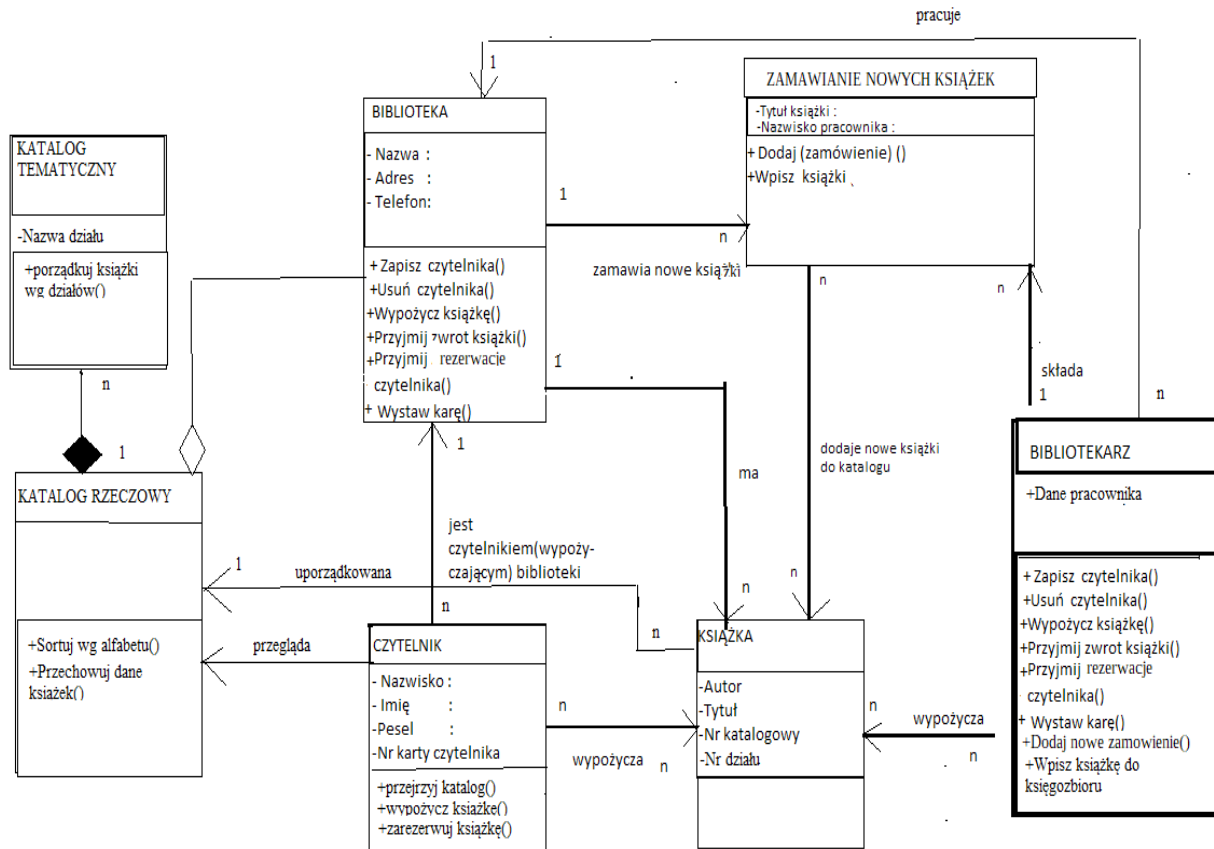 pracuje
1
BIBLIOTEKA
- Nazwa :
- Adres :
- Telefon:
+ Zapisz czytelnika()
+Usuń czytelnika()
+Wypożycz książkę()
+Przyjmij zwrot książki()
+Przyjmij rezerwacje
czytelnika()
+ Wystaw karę()
ZAMAWIANIE NOWYCH KSIĄŻEK
-Tytuł książki :
-Nazwisko pracownika :
+ Dodaj (zamówienie) ()
+Wpisz książki
KATALOG
TEMATYCZNY
-Nazwa działu
+porządkuj książki
wg działów()
n
1
1
n
zamawia nowe książki
1
ma
n
n
dodaje nowe książki
do katalogu
n
n
składa
1
n
BIBLIOTEKARZ
+Dane pracownika
+ Zapisz czytelnika()
+Usuń czytelnika()
+Wypożycz książkę()
+Przyjmij zwrot książki()
+Przyjmij rezerwacje
czytelnika()
+ Wystaw karę()
+Dodaj nowe zamowienie()
+Wpisz książkę do
księgozbioru
KATALOG RZECZOWY
+Sortuj wg alfabetu()
+Przechowuj dane
ksiażek()
1
jest
czytelnikiem(wypoży-
czającym) biblioteki
n
1
uporządkowana
n
przegląda
CZYTELNIK
- Nazwisko :
- Imię :
-Pesel :
-Nr karty czytelnika
+przejrzyj katalog()
+wypożycz ksiażkę()
+zarezerwuj książkę()
n
wypożycza
n
KSIĄŻKA
-Autor
-Tytuł
-Nr katalogowy
-Nr działu
n
wypożycza
n